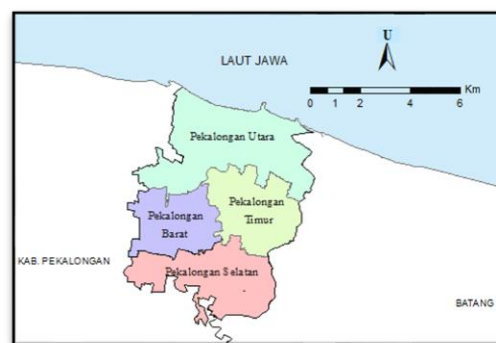 U
LAUT JAWA
Km
0 1 2 4 6
Pekalongan Utara
Pekalongan
Timur
Pekalongan
Barat
KAB. PEKALONGAN
Pekalongan Selatan
BATANG